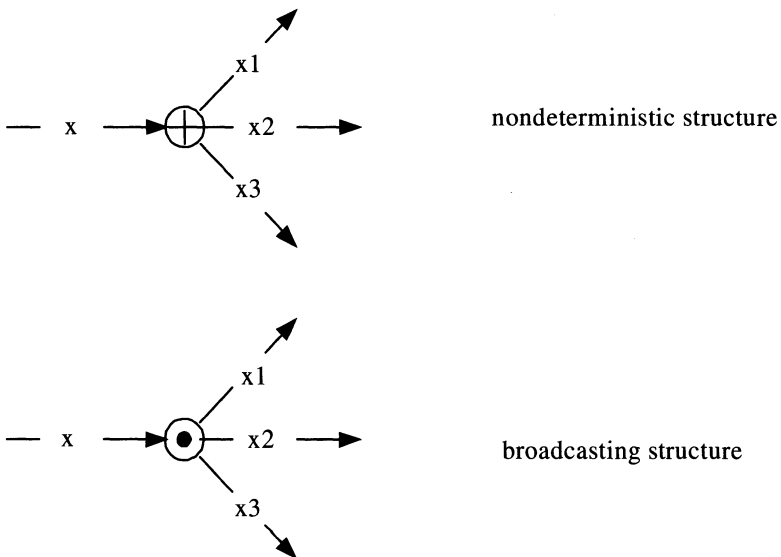 x1
x x2 nondeterministic structure
x3
x1
x x2 broadcasting structure
x3